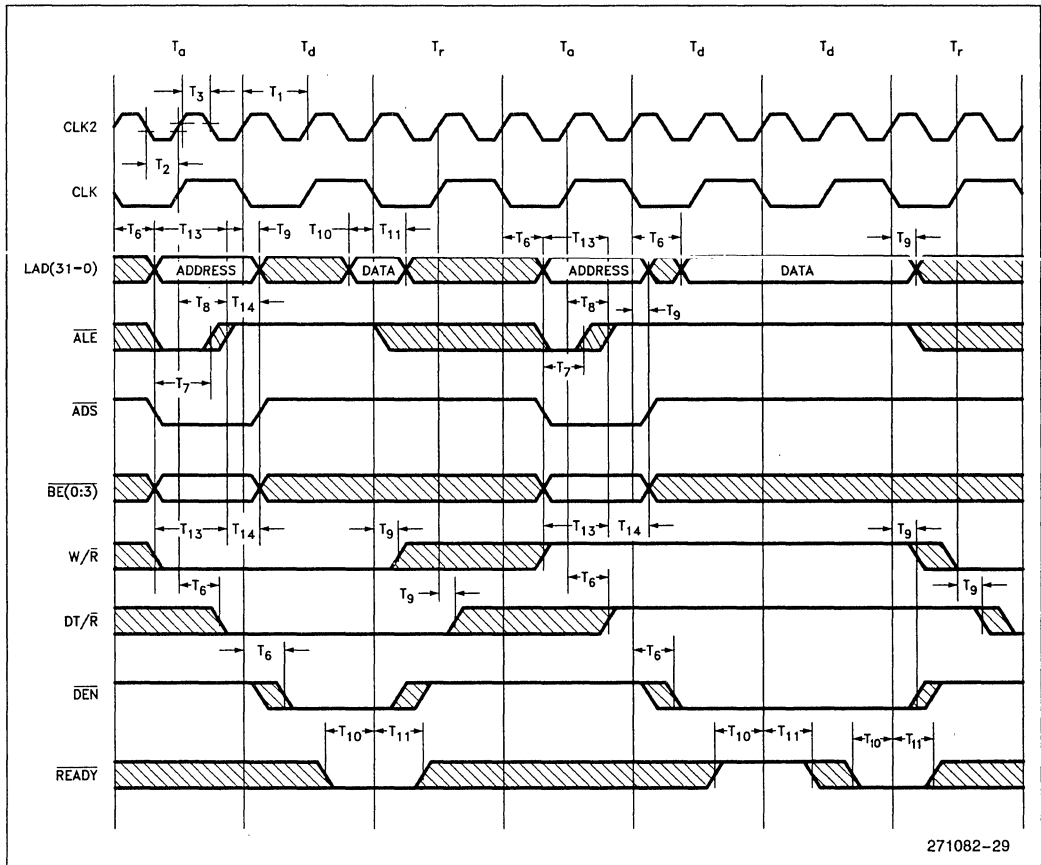 Ta Td Tr Ta Td Td Tr
T3 T1
CLK2
T2
CLK
T6 T13 T9 T10 T11 T6 T13 T6 T9
LAD(31-0) ADDRESS DATA ADDRESS DATA
T8 T14 T8 T9
ALE
T7 T7
ADS
BE(0:3)
T13 T14 T9 T13 T14 T9
W/R
T6 T9 T6 T9
DT/R
T6 T6
DEN
T10 T11 T10 T11 T10 T11
READY
271082-29